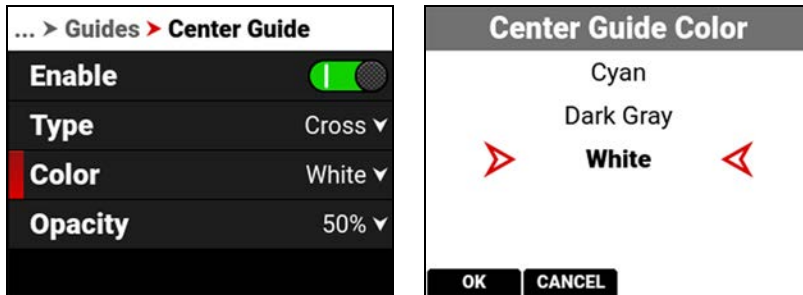 ... > Guides > Center Guide
Enable
Type Cross
Color White
Opacity 50%
Center Guide Color
Cyan
Dark Gray
White
OK CANCEL